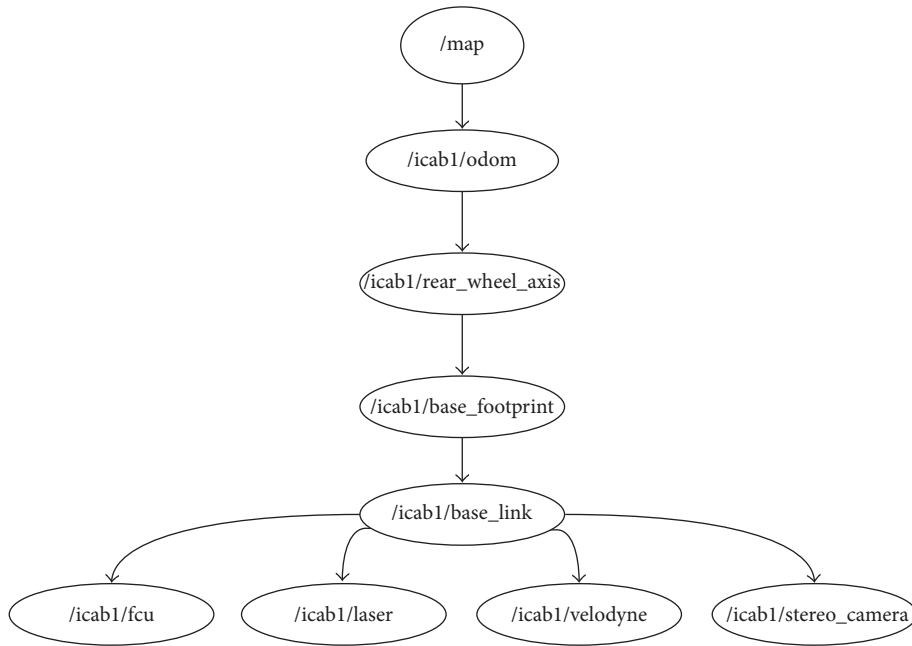 /map
/icab1/odom
/icab1/rear_wheel_axis
/icab1/base_footprint
/icab1/base_link
/icab1/fcu
/icab1/laser
/icab1/velodyne
/icab1/stereo_camera